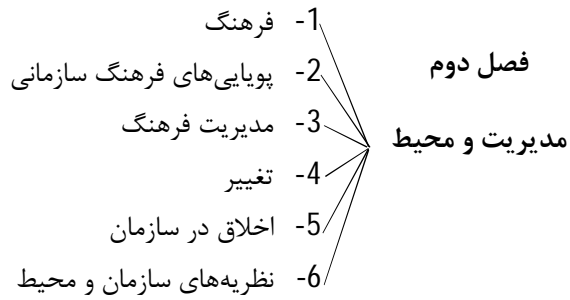 فصل دوم
مدیریت و محیط
1- فرهنگ
2- پویایی‌های فرهنگ سازمانی
3- مدیریت فرهنگ
4- تغییر
5- اخلاق در سازمان
6- نظریه‌های سازمان و محیط